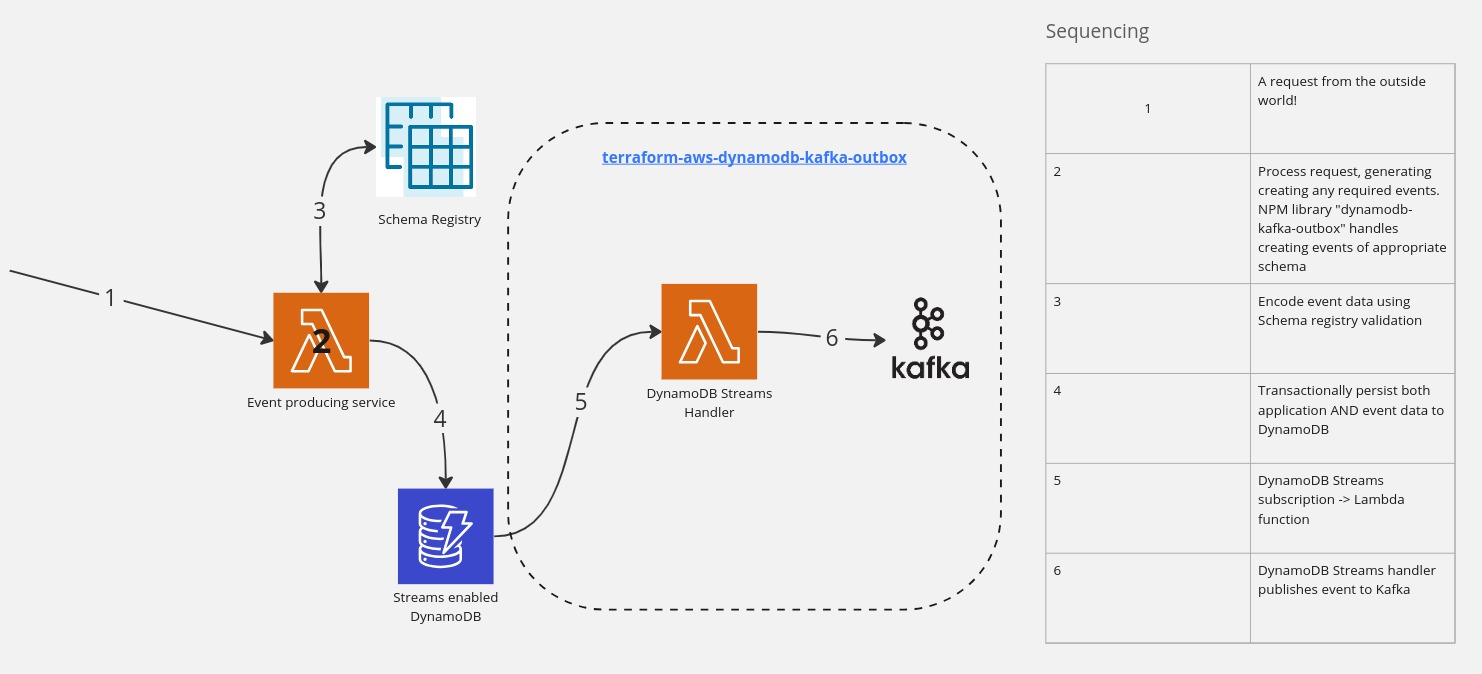 Sequencing
1
A request from the outside
world!
2
Process request, generating
creating any required events.
NPM library "dynamodb-
kafka-outbox" handles
creating events of appropriate
schema
3
Encode event data using
Schema registry validation
4
Transactionally persist both
application AND event data to
DynamoDB
5
DynamoDB Streams
subscription -> Lambda
function
6
DynamoDB Streams handler
publishes event to Kafka
terraform-aws-dynamodb-kafka-outbox
Schema Registry
3
1
2
Event producing service
4
Streams enabled
DynamoDB
5
DynamoDB Streams
Handler
6
kafka